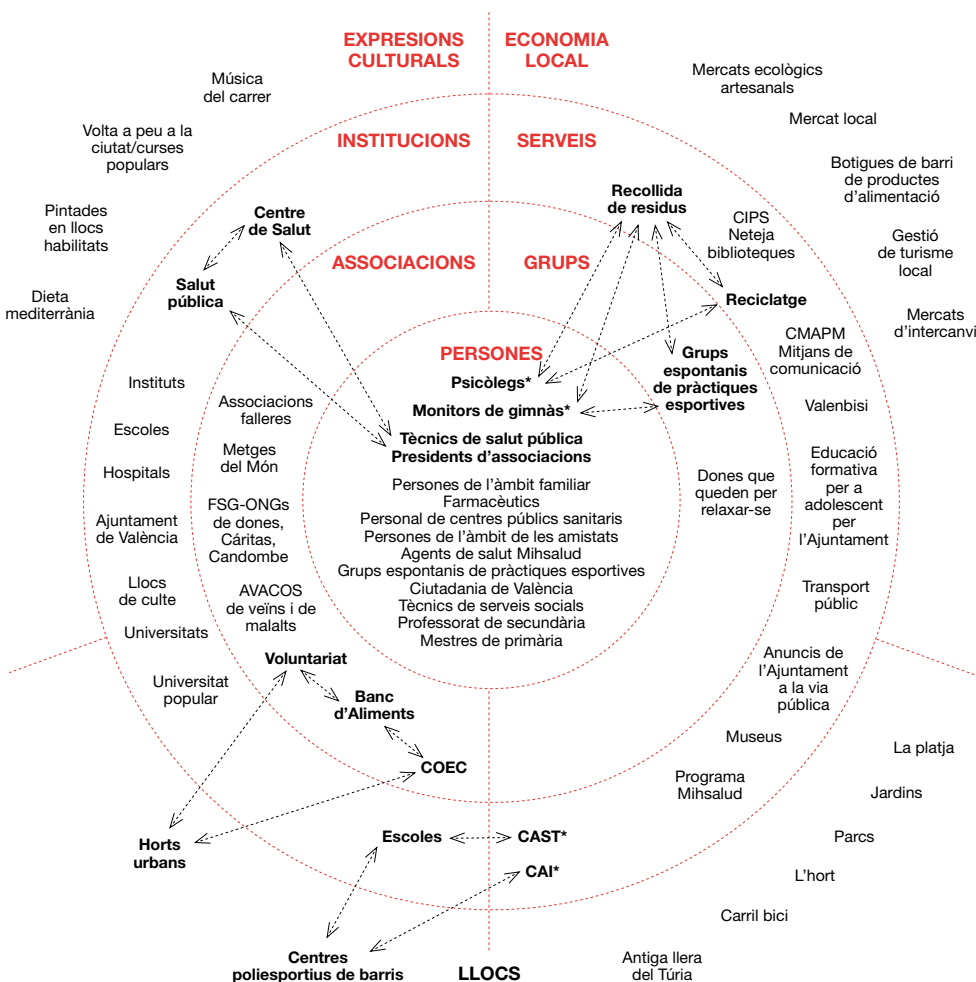 EXPRESIONS
CULTURALS
ECONOMIA
LOCAL
Música
del carrer
Mercats ecològics
artesanals
Volta a peu a la
ciutat/curses
populars
INSTITUCIONS
SERVEIS
Mercat local
Botigues de barri
de productes
d'alimentació
Pintades
en llocs
habilitats
Centre
de Salut
Recollida
de residus
CIPS
Neteja
biblioteques
Gestió
de turisme
local
ASSOCIACIONS
GRUPS
Salut
pública
Dieta
mediterrània
Reciclatge
Mercats
d'intercanvi
PERSONES
Psicòlegs*
Monitors de gimnàs*
Tècnics de salut pública
Presidents d'associacions
Grups
espontanis
de pràctiques
esportives
CMAPM
Mitjans de
comunicació
Instituts
Associacions
falleres
Valenbisi
Escoles
Metges
del Món
Hospitals
Persones de l'àmbit familiar
Farmacèutics
Personal de centres públics sanitaris
Persones de l'àmbit de les amistats
Agents de salut Mihsalud
Grups espontanis de pràctiques esportives
Ciutadania de València
Tècnics de serveis socials
Professorat de secundària
Mestres de primària
Dones que
queden per
relaxar-se
Educació
formativa
per a
adolescent
per
l'Ajuntament
FSG-ONGs
de dones,
Cáritas,
Candombe
Ajuntament
de València
Llocs
de culte
AVACOS
de veïns i de
malalts
Transport
públic
Universitats
Voluntariat
Universitat
popular
Banc
d'Aliments
Anuncis de
l'Ajuntament
a la via
pública
Museus
La platja
COEC
Programa
Mihsalud
Jardins
Horts
urbans
Escoles
CAST*
Parcs
CAI*
L'hort
Carril bici
Centres
poliesportius de barris
LLOCS
Antiga llera
del Túria